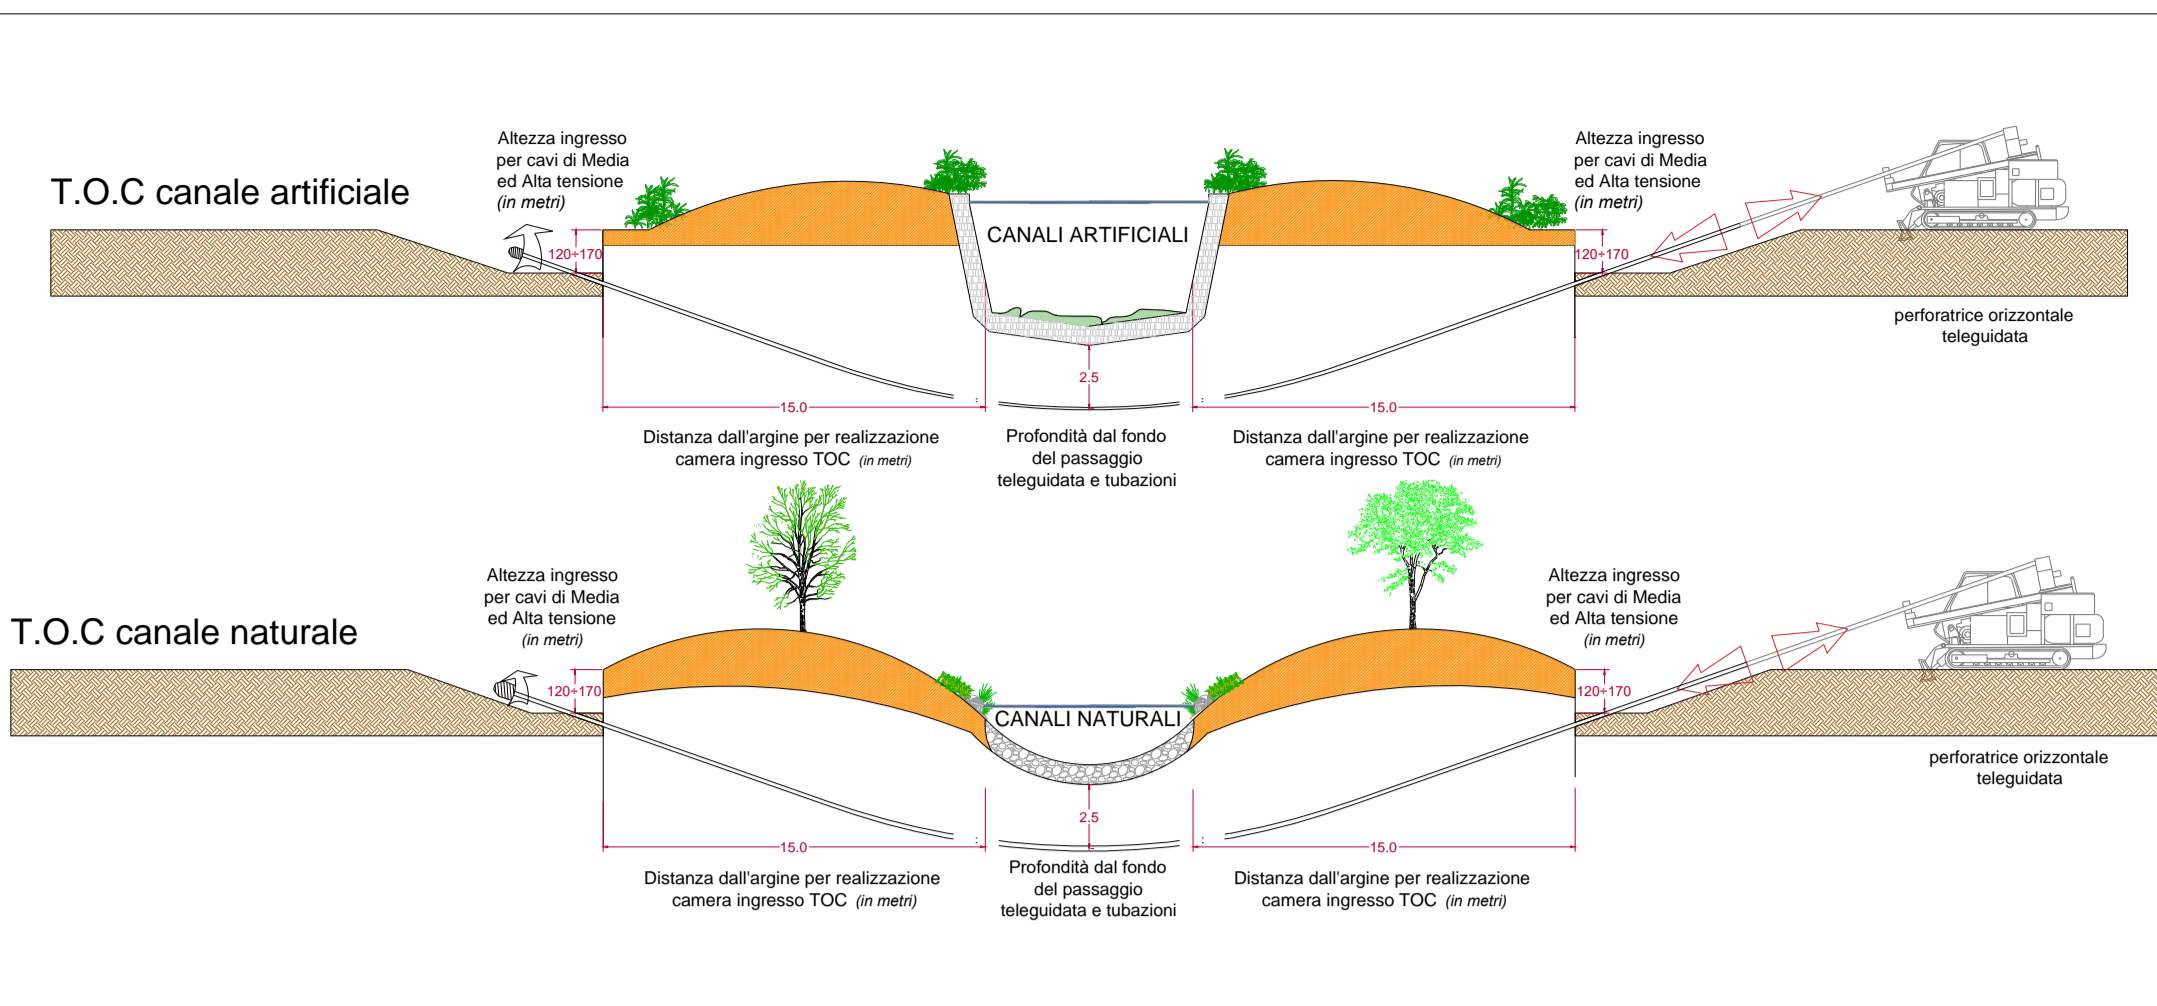 T.O.C canale artificiale
Altezza ingresso
per cavi di Media
ed Alta tensione
(in metri)
120÷170
CANALI ARTIFICIALI
Altezza ingresso
per cavi di Media
ed Alta tensione
(in metri)
120÷170
perforatrice orizzontale
teleguidata
2.5
15.0
15.0
Distanza dall'argine per realizzazione
camera ingresso TOC (in metri)
Profondità dal fondo
del passaggio
teleguidata e tubazioni
Distanza dall'argine per realizzazione
camera ingresso TOC (in metri)
T.O.C canale naturale
Altezza ingresso
per cavi di Media
ed Alta tensione
(in metri)
120÷170
CANALI NATURALI
Altezza ingresso
per cavi di Media
ed Alta tensione
(in metri)
120÷170
perforatrice orizzontale
teleguidata
2.5
15.0
15.0
Distanza dall'argine per realizzazione
camera ingresso TOC (in metri)
Profondità dal fondo
del passaggio
teleguidata e tubazioni
Distanza dall'argine per realizzazione
camera ingresso TOC (in metri)